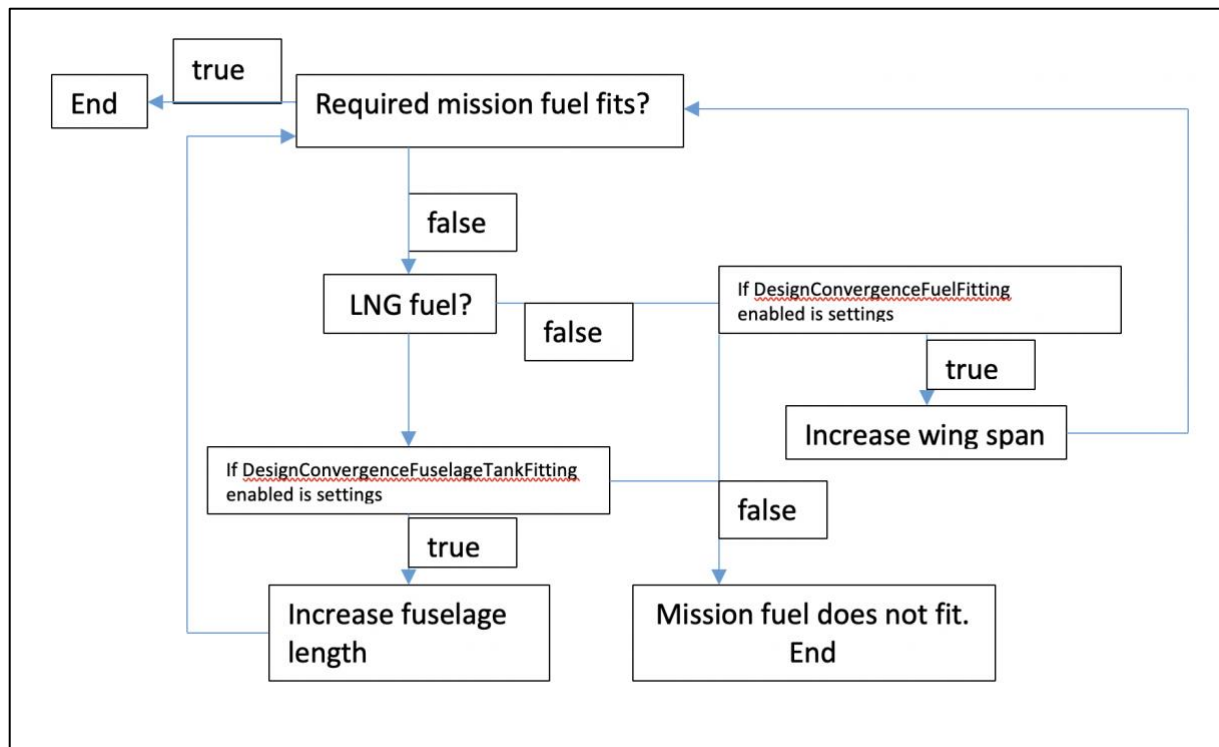 true
End
Required mission fuel fits?
false
LNG fuel?
false
If DesignConvergenceFuelFitting
enabled is settings
true
Increase wing span
If DesignConvergenceFuselageTankFitting
enabled is settings
false
true
Increase fuselage
length
Mission fuel does not fit.
End